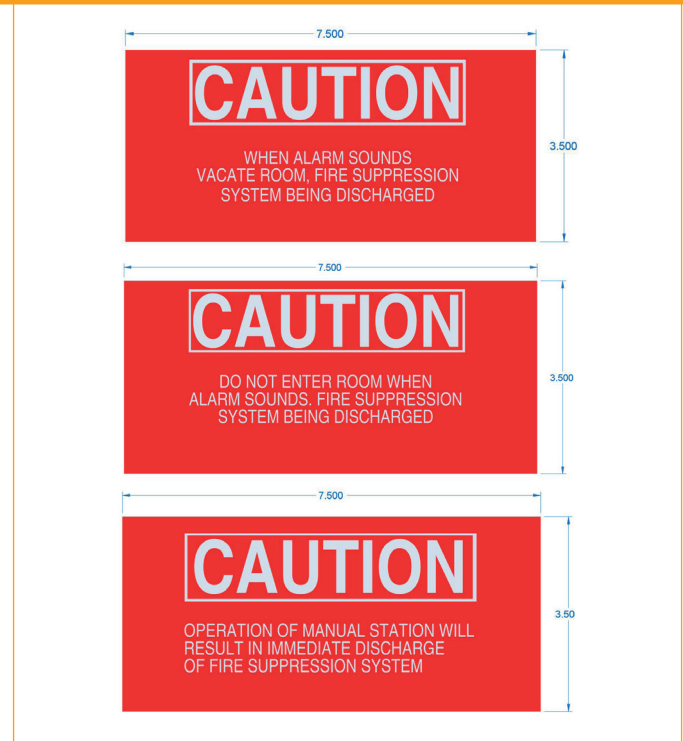 7.500
CAUTION
3.500
WHEN ALARM SOUNDS
VACATE ROOM, FIRE SUPPRESSION
SYSTEM BEING DISCHARGED
7.500
CAUTION
3.500
DO NOT ENTER ROOM WHEN
ALARM SOUNDS. FIRE SUPPRESSION
SYSTEM BEING DISCHARGED
7.500
CAUTION
3.50
OPERATION OF MANUAL STATION WILL
RESULT IN IMMEDIATE DISCHARGE
OF FIRE SUPPRESSION SYSTEM